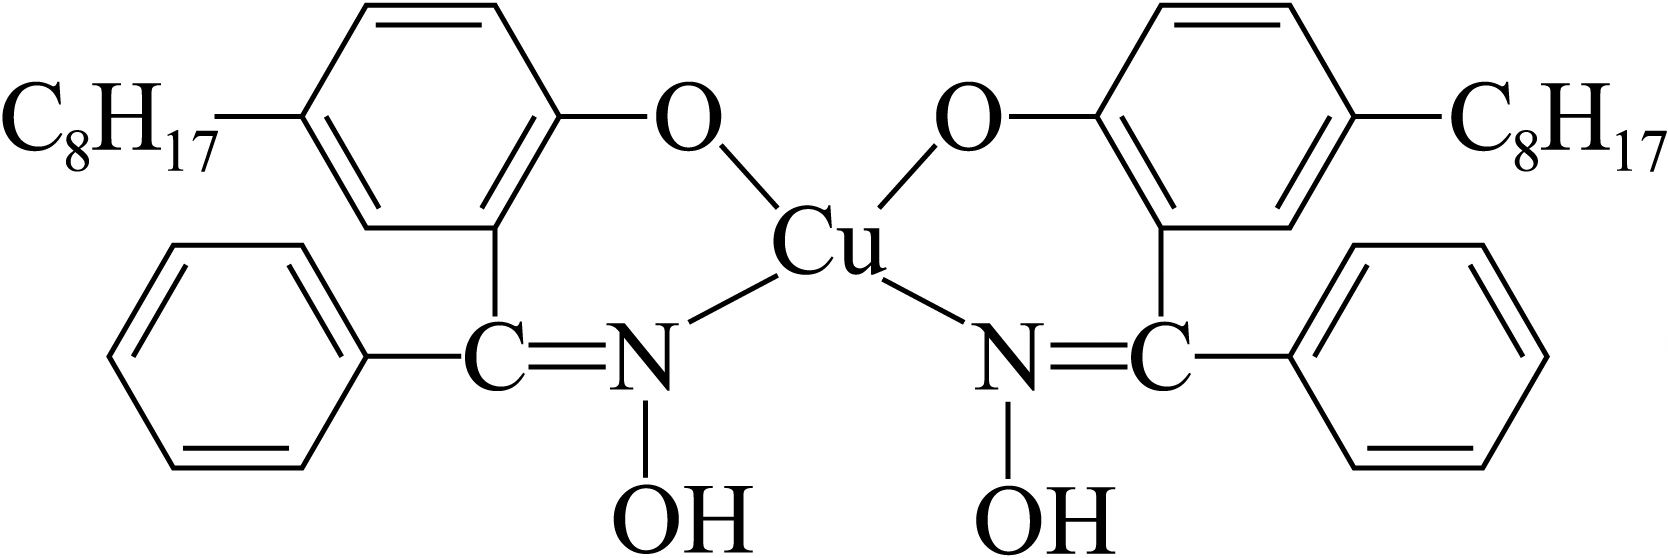 C₈H₁₇ O O C₈H₁₇
Cu
C N N C
OH OH